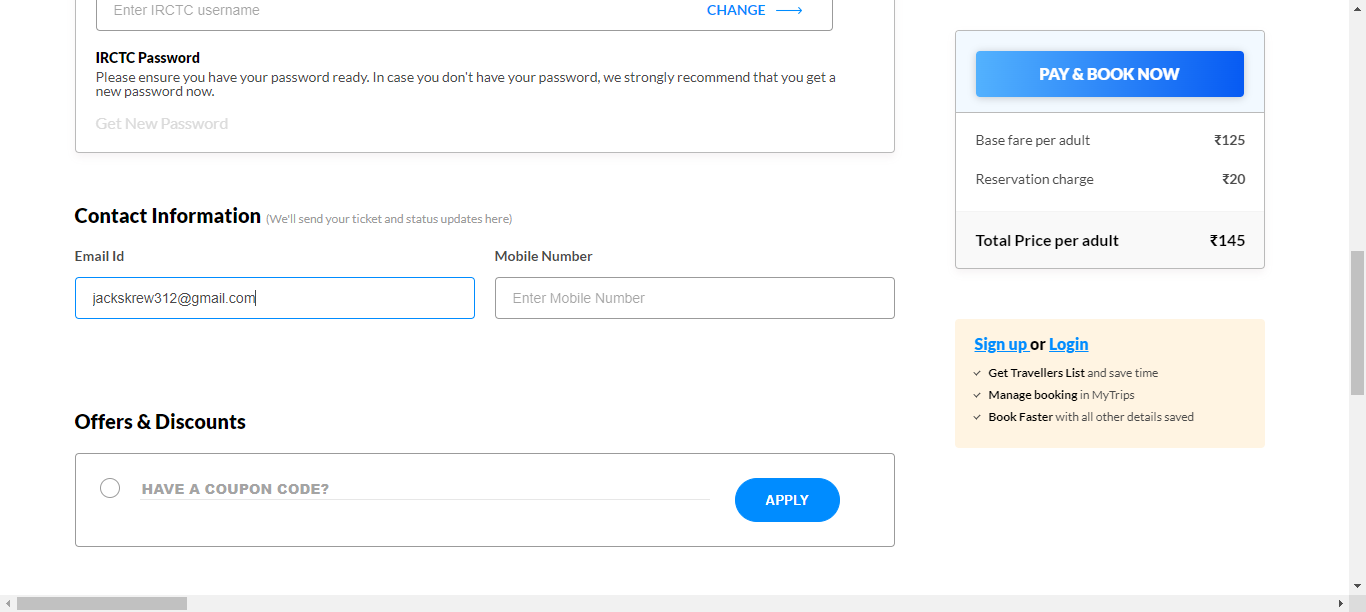 Enter IRCTC username
CHANGE
IRCTC Password
Please ensure you have your password ready. In case you don't have your password, we strongly recommend that you get a
new password now.
Get New Password
Contact Information (We'll send your ticket and status updates here)
Email Id
Mobile Number
jackskrew312@gmail.com
Enter Mobile Number
Offers & Discounts
HAVE A COUPON CODE?
APPLY
PAY & BOOK NOW
Base fare per adult ₹125
Reservation charge ₹20
Total Price per adult ₹145
Sign up or Login
Get Travellers List and save time
Manage booking in MyTrips
Book Faster with all other details saved